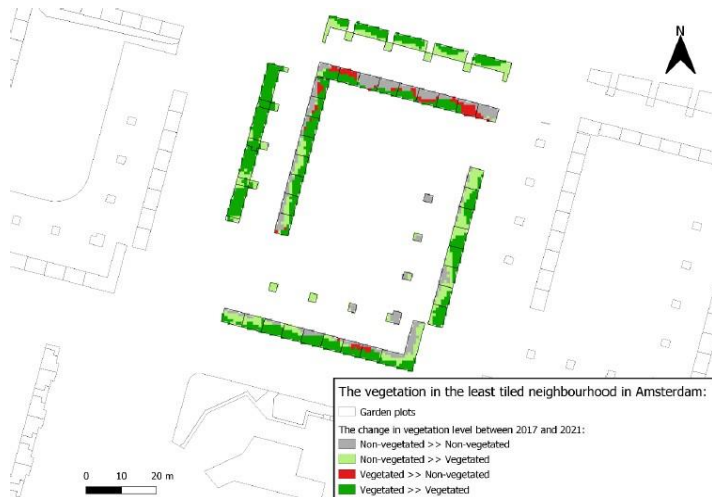 N
The vegetation in the least tiled neighbourhood in Amsterdam:
Garden plots
The change in vegetation level between 2017 and 2021:
Non-vegetated >> Non-vegetated
Non-vegetated >> Vegetated
Vegetated >> Non-vegetated
Vegetated >> Vegetated
0 10 20 m